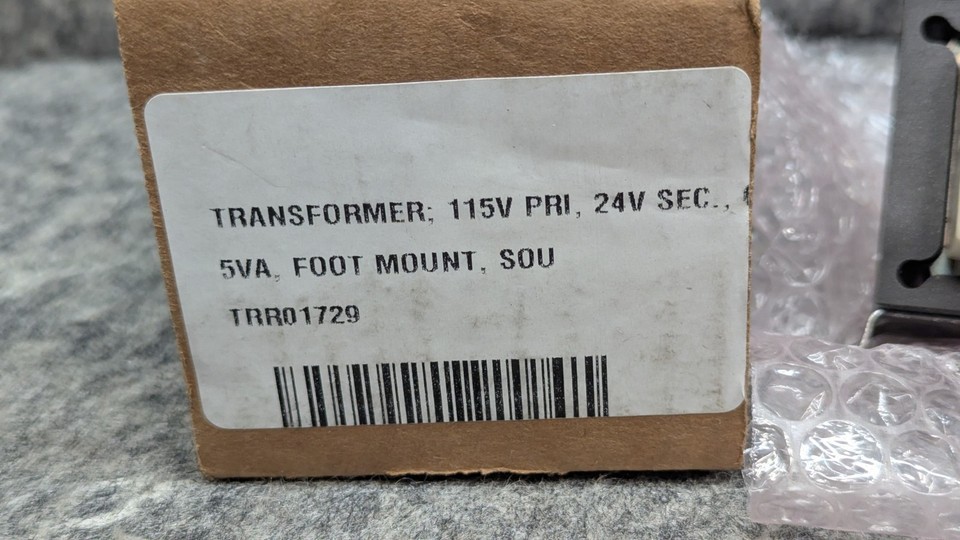 TRANSFORMER; 115V PRI, 24V SEC.,
5VA, FOOT MOUNT, SOU
TRR01729